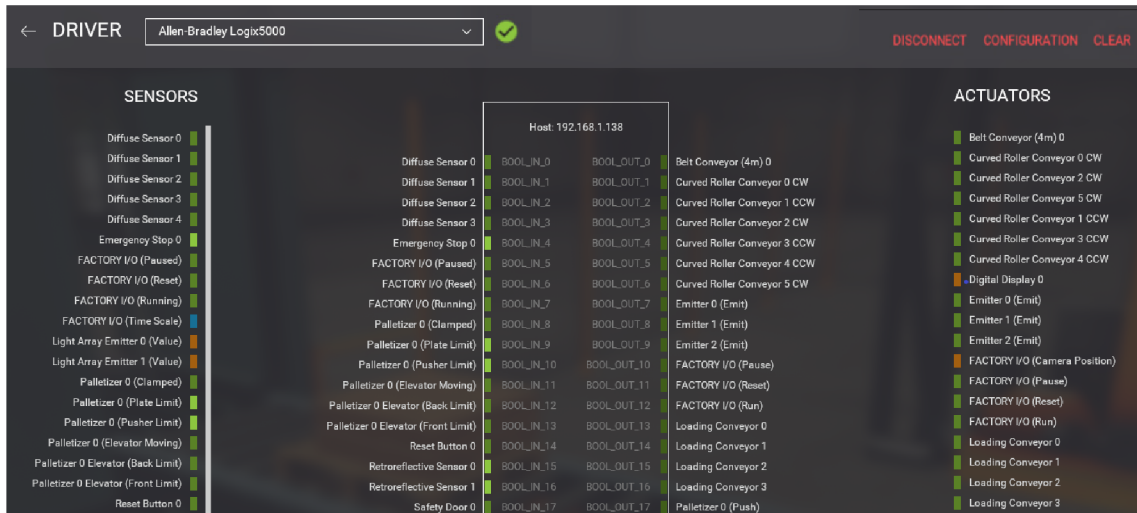 ← DRIVER
Allen-Bradley Logix5000
DISCONNECT CONFIGURATION CLEAR
SENSORS
Diffuse Sensor 0
Diffuse Sensor 1
Diffuse Sensor 2
Diffuse Sensor 3
Diffuse Sensor 4
Emergency Stop 0
FACTORY I/O (Paused)
FACTORY I/O (Reset)
FACTORY I/O (Running)
FACTORY I/O (Time Scale)
Light Array Emitter 0 (Value)
Light Array Emitter 1 (Value)
Palletizer 0 (Clamped)
Palletizer 0 (Plate Limit)
Palletizer 0 (Pusher Limit)
Palletizer 0 (Elevator Moving)
Palletizer 0 Elevator (Back Limit)
Palletizer 0 Elevator (Front Limit)
Reset Button 0
Host: 192.168.1.138
Diffuse Sensor 0 BOOL_IN_0 BOOL_OUT_0 Belt Conveyor (4m) 0
Diffuse Sensor 1 BOOL_IN_1 BOOL_OUT_1 Curved Roller Conveyor 0 CW
Diffuse Sensor 2 BOOL_IN_2 BOOL_OUT_2 Curved Roller Conveyor 1 CCW
Diffuse Sensor 3 BOOL_IN_3 BOOL_OUT_3 Curved Roller Conveyor 2 CW
Emergency Stop 0 BOOL_IN_4 BOOL_OUT_4 Curved Roller Conveyor 3 CCW
FACTORY I/O (Paused) BOOL_IN_5 BOOL_OUT_5 Curved Roller Conveyor 4 CCW
FACTORY I/O (Reset) BOOL_IN_6 BOOL_OUT_6 Curved Roller Conveyor 5 CW
FACTORY I/O (Running) BOOL_IN_7 BOOL_OUT_7 Emitter 0 (Emit)
Palletizer 0 (Clamped) BOOL_IN_8 BOOL_OUT_8 Emitter 1 (Emit)
Palletizer 0 (Plate Limit) BOOL_IN_9 BOOL_OUT_9 Emitter 2 (Emit)
Palletizer 0 (Pusher Limit) BOOL_IN_10 BOOL_OUT_10 FACTORY I/O (Pause)
Palletizer 0 (Elevator Moving) BOOL_IN_11 BOOL_OUT_11 FACTORY I/O (Reset)
Palletizer 0 Elevator (Back Limit) BOOL_IN_12 BOOL_OUT_12 FACTORY I/O (Run)
Palletizer 0 Elevator (Front Limit) BOOL_IN_13 BOOL_OUT_13 Loading Conveyor 0
Reset Button 0 BOOL_IN_14 BOOL_OUT_14 Loading Conveyor 1
Retroreflective Sensor 0 BOOL_IN_15 BOOL_OUT_15 Loading Conveyor 2
Retroreflective Sensor 1 BOOL_IN_16 BOOL_OUT_16 Loading Conveyor 3
Safety Door 0 BOOL_IN_17 BOOL_OUT_17 Palletizer 0 (Push)
ACTUATORS
Belt Conveyor (4m) 0
Curved Roller Conveyor 0 CW
Curved Roller Conveyor 2 CW
Curved Roller Conveyor 5 CW
Curved Roller Conveyor 1 CCW
Curved Roller Conveyor 3 CCW
Curved Roller Conveyor 4 CCW
Digital Display 0
Emitter 0 (Emit)
Emitter 1 (Emit)
Emitter 2 (Emit)
FACTORY I/O (Camera Position)
FACTORY I/O (Pause)
FACTORY I/O (Reset)
FACTORY I/O (Run)
Loading Conveyor 0
Loading Conveyor 1
Loading Conveyor 2
Loading Conveyor 3